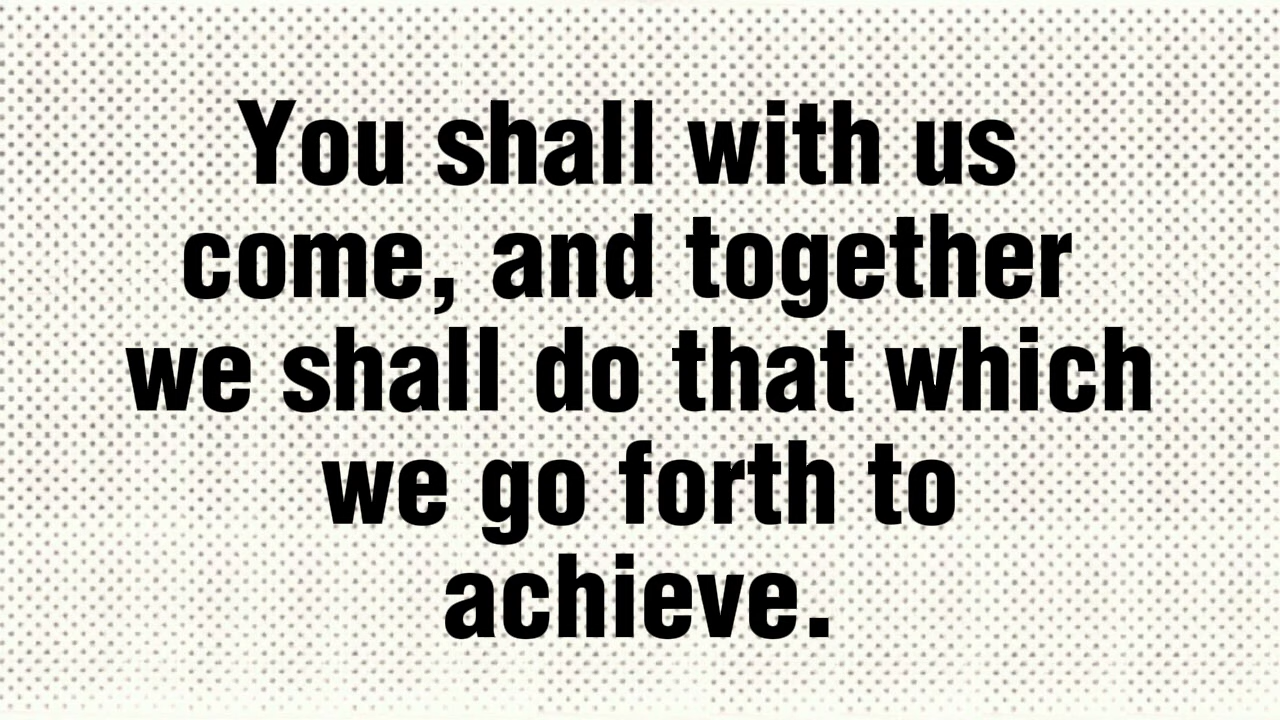 You shall with us
come, and together
we shall do that which
we go forth to
achieve.